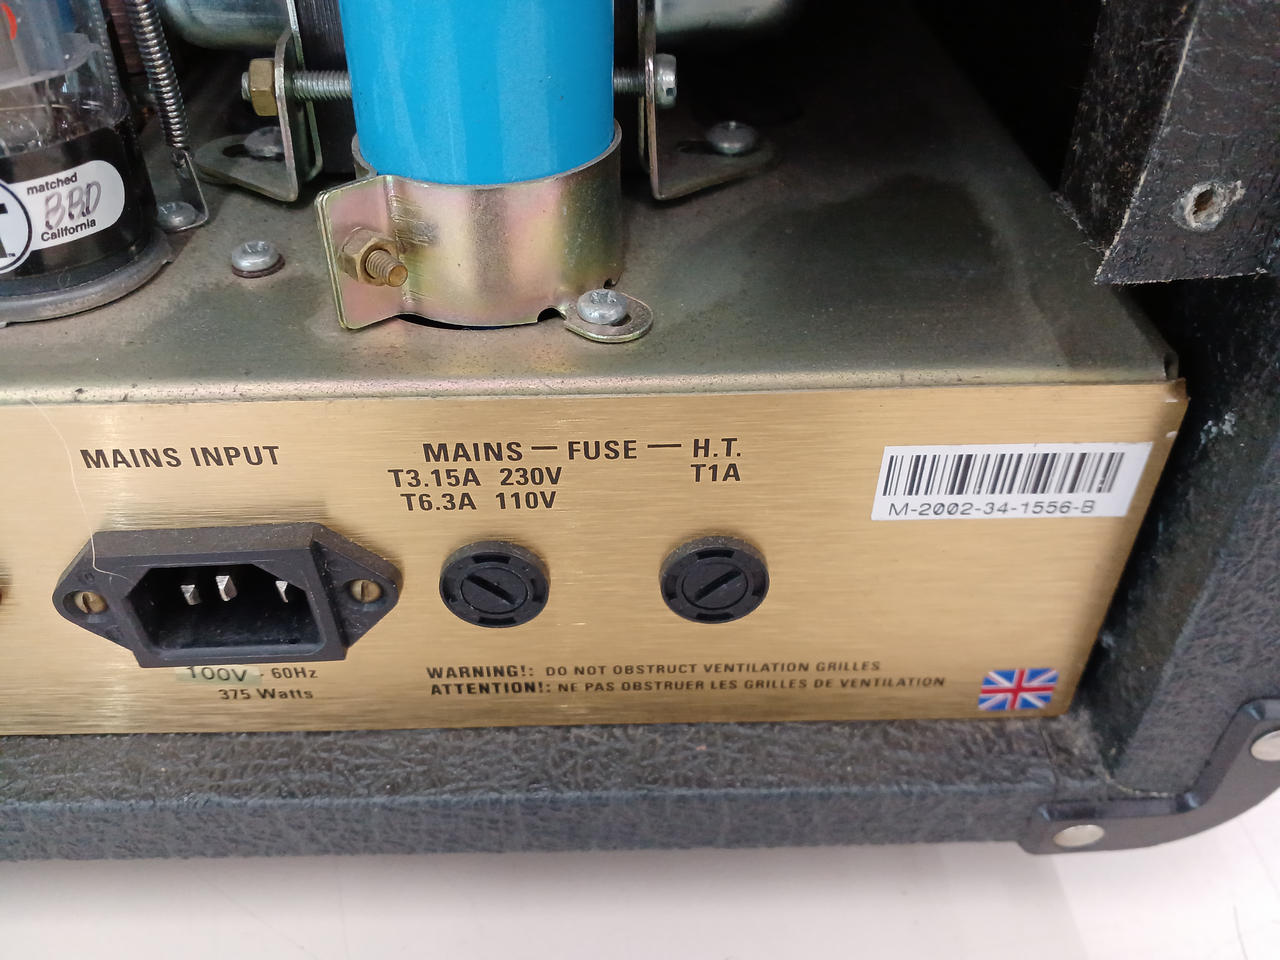 matched
BBD
California
MAINS INPUT
MAINS — FUSE — H.T.
T3.15A 230V T1A
T6.3A 110V
M-2002-34-1556-B
100V - 60Hz
375 Watts
WARNING!: DO NOT OBSTRUCT VENTILATION GRILLES
ATTENTION!: NE PAS OBSTRUER LES GRILLES DE VENTILATION